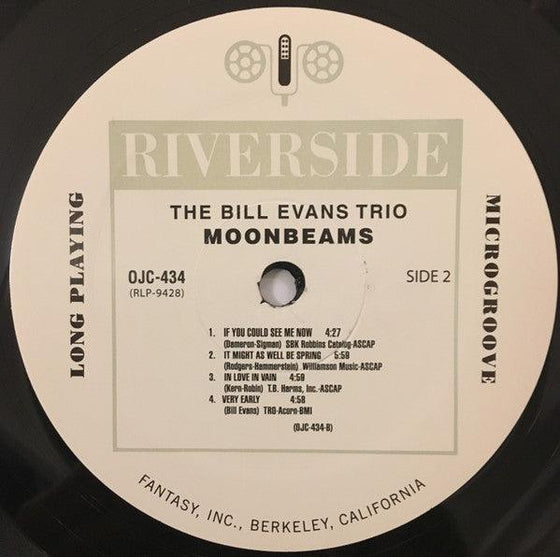 RIVERSIDE
THE BILL EVANS TRIO
MOONBEAMS
OJC-434
(RLP-9428)
SIDE 2
LONG PLAYING
MICROGROOVE
1. IF YOU COULD SEE ME NOW 4:27
(Dameron-Sigman) SBK Robbins Catalog-ASCAP
2. IT MIGHT AS WELL BE SPRING 5:59
(Rodgers-Hammerstein) Williamson Music-ASCAP
3. IN LOVE IN VAIN 4:59
(Kern-Robin) T.B. Harms, Inc.-ASCAP
4. VERY EARLY 4:58
(Bill Evans) TRO-Acorn-BMI
(OJC-434-B)
FANTASY, INC., BERKELEY, CALIFORNIA